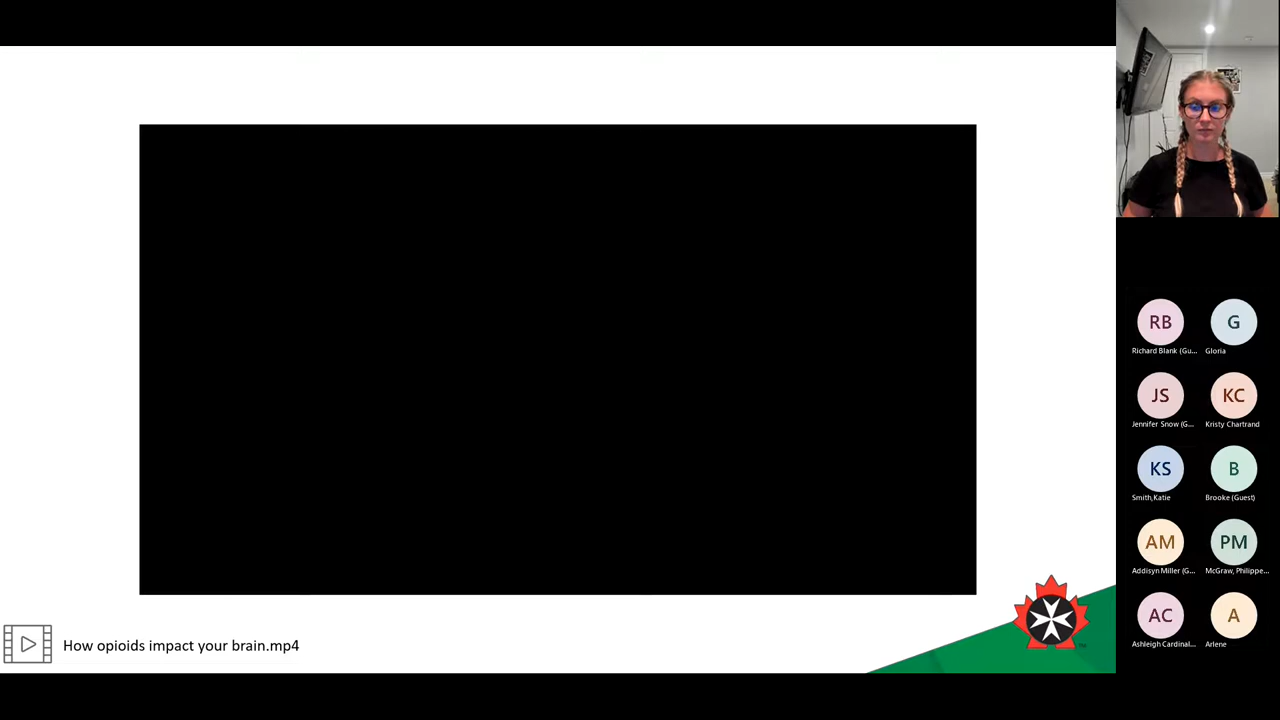 RB
G
Richard Blank (Gu...
Gloria
JS
KC
Jennifer Snow (G...
Kristy Chartrand
KS
B
Smith,Katie
Brooke (Guest)
AM
PM
Addisyn Miller (G...
McGraw, Philippe...
AC
A
Ashleigh Cardinal...
Arlene
How opioids impact your brain.mp4